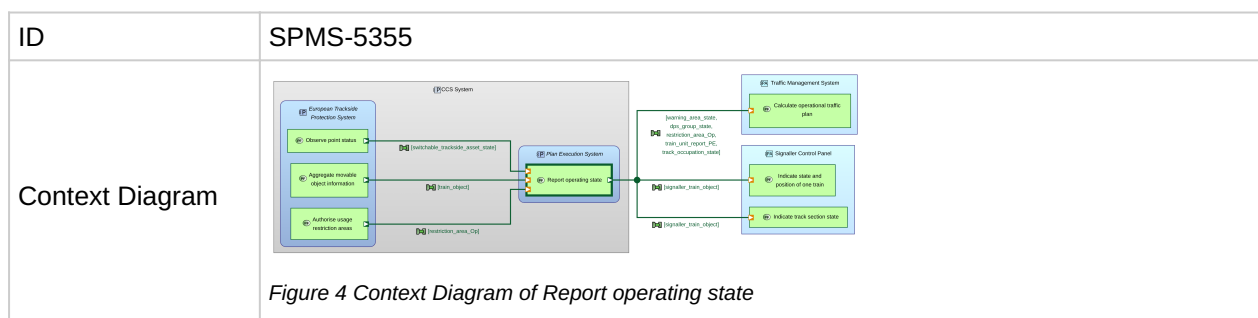 ID
SPMS-5355
Context Diagram
CCS System
European Trackside
Protection System
Observe point status
Aggregate movable
object information
Authorise usage
restriction areas
[switchable_trackside_asset_state]
[train_object]
[restriction_area_Op]
Plan Execution System
Report operating state
[warning_area_state,
dps_group_state,
restriction_area_Op,
train_unit_report_PE,
track_occupation_state]
[signaller_train_object]
[signaller_train_object]
Traffic Management System
Calculate operational traffic
plan
Signaller Control Panel
Indicate state and
position of one train
Indicate track section state
Figure 4 Context Diagram of Report operating state